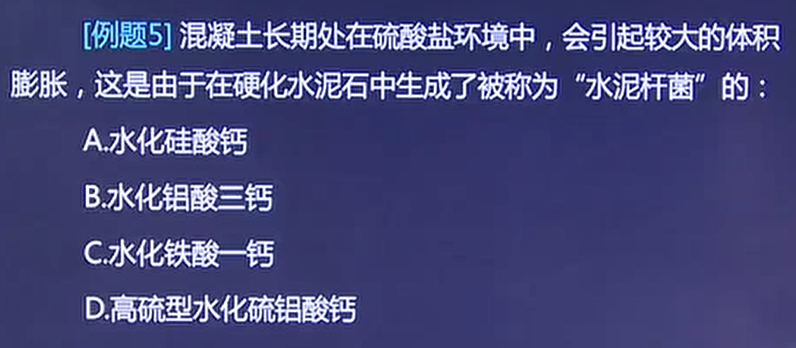 [例题5] 混凝土长期处在硫酸盐环境中，会引起较大的体积
膨胀，这是由于在硬化水泥石中生成了被称为“水泥杆菌”的：
A.水化硅酸钙
B.水化铝酸三钙
C.水化铁酸一钙
D.高硫型水化硫铝酸钙